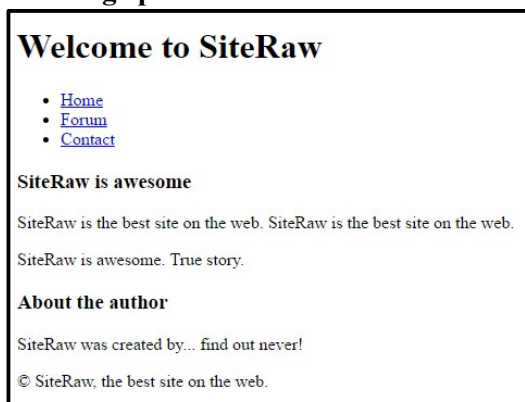 Welcome to SiteRaw
Home
Forum
Contact
SiteRaw is awesome
SiteRaw is the best site on the web. SiteRaw is the best site on the web.
SiteRaw is awesome. True story.
About the author
SiteRaw was created by... find out never!
© SiteRaw, the best site on the web.